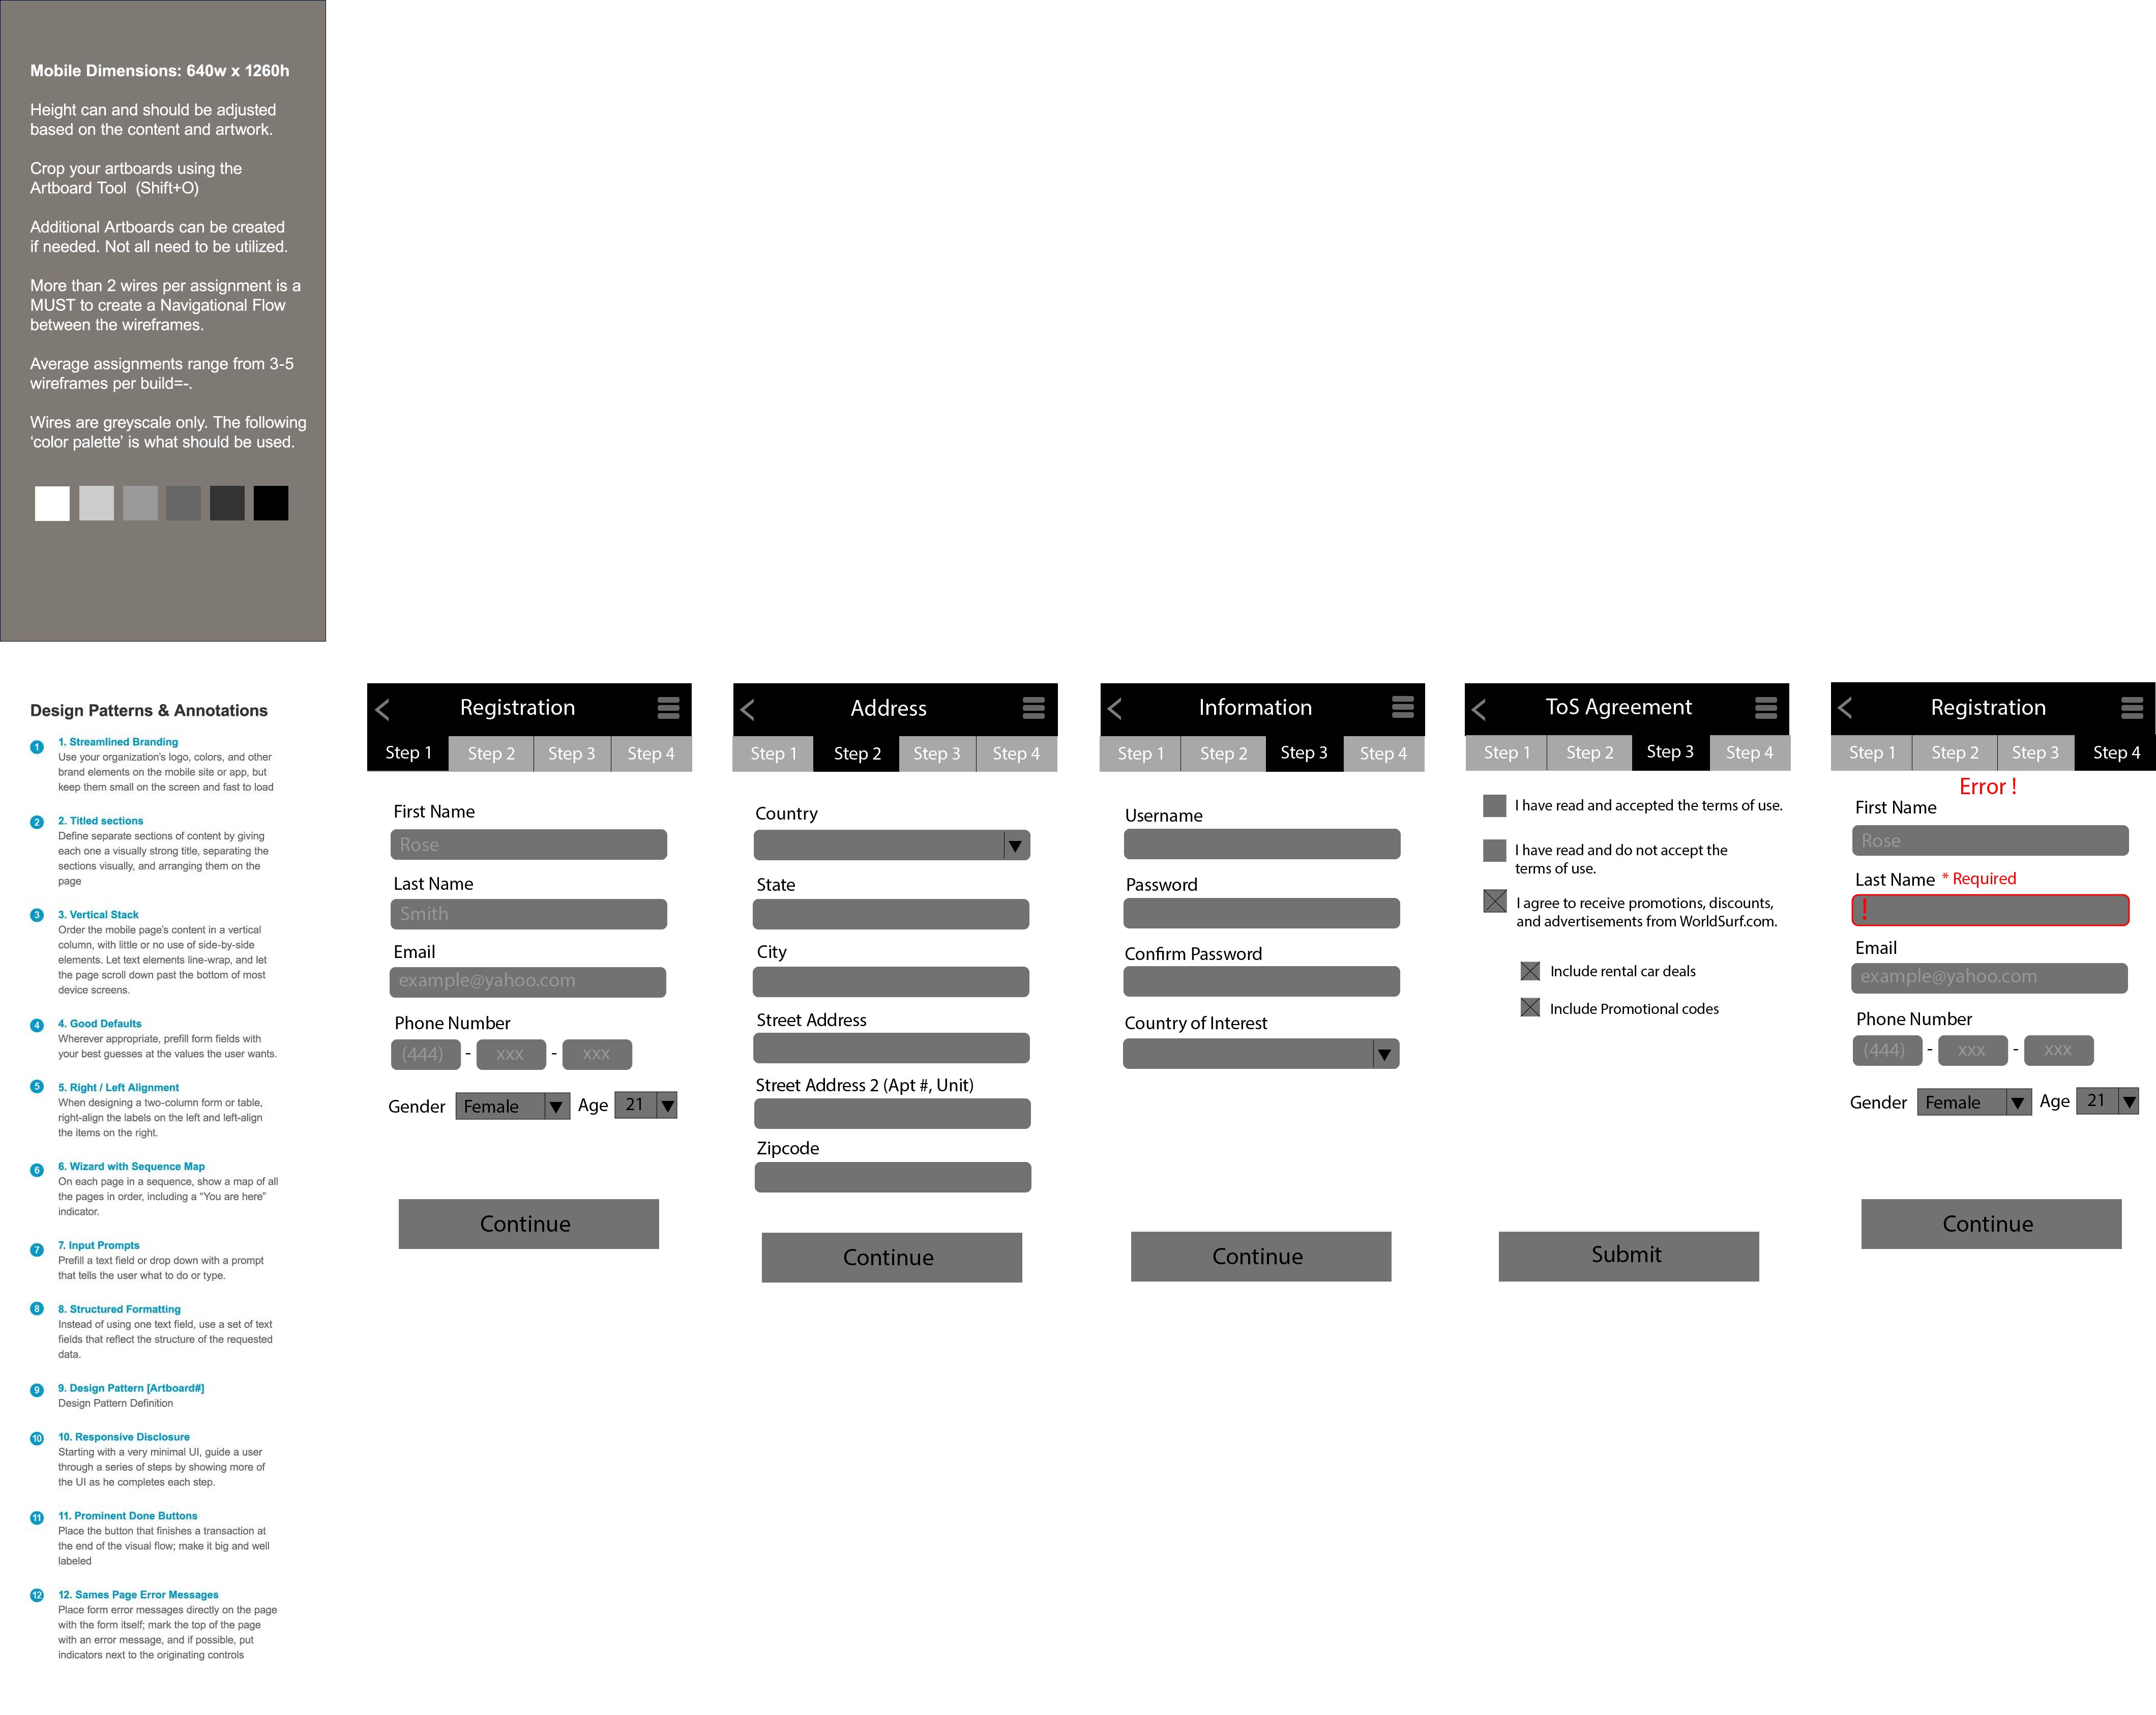 Mobile Dimensions: 640w x 1260h
Height can and should be adjusted
based on the content and artwork.
Crop your artboards using the
Artboard Tool (Shift+O)
Additional Artboards can be created
if needed. Not all need to be utilized.
More than 2 wires per assignment is a
MUST to create a Navigational Flow
between the wireframes.
Average assignments range from 3-5
wireframes per build=-.
Wires are greyscale only. The following
‘color palette’ is what should be used.
Design Patterns & Annotations
1
1. Streamlined Branding
Use your organization’s logo, colors, and other
brand elements on the mobile site or app, but
keep them small on the screen and fast to load
2
2. Titled sections
Define separate sections of content by giving
each one a visually strong title, separating the
sections visually, and arranging them on the
page
3
3. Vertical Stack
Order the mobile page’s content in a vertical
column, with little or no use of side-by-side
elements. Let text elements line-wrap, and let
the page scroll down past the bottom of most
device screens.
4
4. Good Defaults
Wherever appropriate, prefill form fields with
your best guesses at the values the user wants.
5
5. Right / Left Alignment
When designing a two-column form or table,
right-align the labels on the left and left-align
the items on the right.
6
6. Wizard with Sequence Map
On each page in a sequence, show a map of all
the pages in order, including a “You are here”
indicator.
7
7. Input Prompts
Prefill a text field or drop down with a prompt
that tells the user what to do or type.
8
8. Structured Formatting
Instead of using one text field, use a set of text
fields that reflect the structure of the requested
data.
9
9. Design Pattern [Artboard#]
Design Pattern Definition
10
10. Responsive Disclosure
Starting with a very minimal UI, guide a user
through a series of steps by showing more of
the UI as he completes each step.
11
11. Prominent Done Buttons
Place the button that finishes a transaction at
the end of the visual flow; make it big and well
labeled
12
12. Sames Page Error Messages
Place form error messages directly on the page
with the form itself; mark the top of the page
with an error message, and if possible, put
indicators next to the originating controls
Registration
Step 1 Step 2 Step 3 Step 4
First Name
Rose
Last Name
Smith
Email
example@yahoo.com
Phone Number
(444) - xxx - xxx
Gender Female Age 21
Continue
Address
Step 1 Step 2 Step 3 Step 4
Country
State
City
Street Address
Street Address 2 (Apt #, Unit)
Zipcode
Continue
Information
Step 1 Step 2 Step 3 Step 4
Username
Password
Confirm Password
Country of Interest
Continue
ToS Agreement
Step 1 Step 2 Step 3 Step 4
I have read and accepted the terms of use.
I have read and do not accept the
terms of use.
I agree to receive promotions, discounts,
and advertisements from WorldSurf.com.
Include rental car deals
Include Promotional codes
Submit
Registration
Step 1 Step 2 Step 3 Step 4
Error !
First Name
Rose
Last Name * Required
!
Email
example@yahoo.com
Phone Number
(444) - xxx - xxx
Gender Female Age 21
Continue